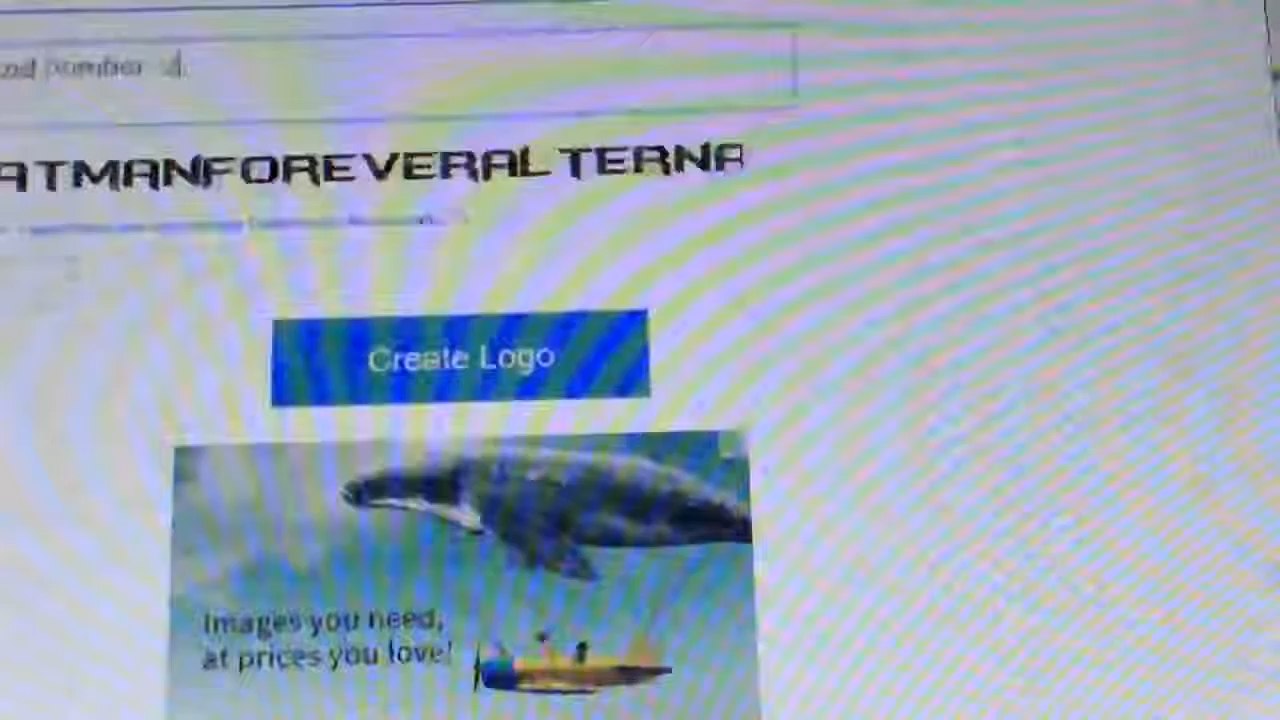 ATMANFOREVERALTERNA
Create Logo
Images you need,
at prices you love!